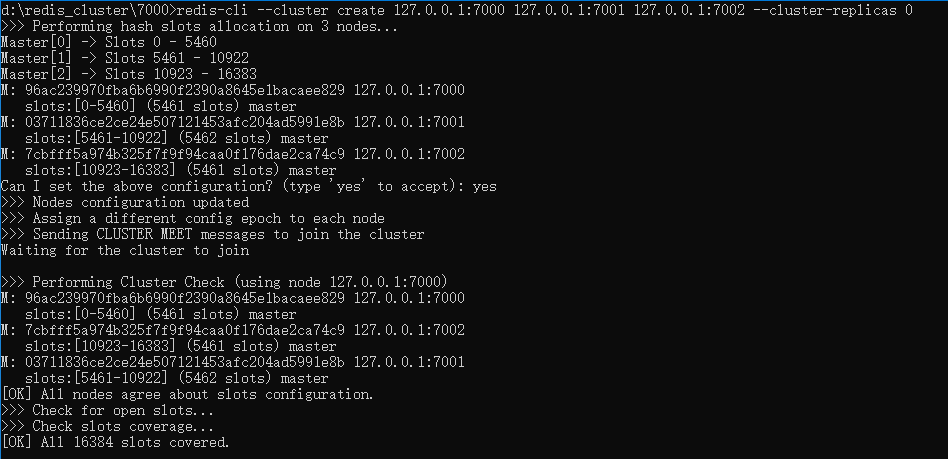 d:\redis_cluster\7000>redis-cli --cluster create 127.0.0.1:7000 127.0.0.1:7001 127.0.0.1:7002 --cluster-replicas 0
>>> Performing hash slots allocation on 3 nodes...
Master[0] -> Slots 0 - 5460
Master[1] -> Slots 5461 - 10922
Master[2] -> Slots 10923 - 16383
M: 96ac239970fba6b6990f2390a8645e1bacaee829 127.0.0.1:7000
   slots:[0-5460] (5461 slots) master
M: 03711836ce2ce24e507121453afc204ad5991e8b 127.0.0.1:7001
   slots:[5461-10922] (5462 slots) master
M: 7cbfff5a974b325f7f9f94caa0f176dae2ca74c9 127.0.0.1:7002
   slots:[10923-16383] (5461 slots) master
Can I set the above configuration? (type 'yes' to accept): yes
>>> Nodes configuration updated
>>> Assign a different config epoch to each node
>>> Sending CLUSTER MEET messages to join the cluster
Waiting for the cluster to join
>>> Performing Cluster Check (using node 127.0.0.1:7000)
M: 96ac239970fba6b6990f2390a8645e1bacaee829 127.0.0.1:7000
   slots:[0-5460] (5461 slots) master
M: 7cbfff5a974b325f7f9f94caa0f176dae2ca74c9 127.0.0.1:7002
   slots:[10923-16383] (5461 slots) master
M: 03711836ce2ce24e507121453afc204ad5991e8b 127.0.0.1:7001
   slots:[5461-10922] (5462 slots) master
[OK] All nodes agree about slots configuration.
>>> Check for open slots...
>>> Check slots coverage...
[OK] All 16384 slots covered.